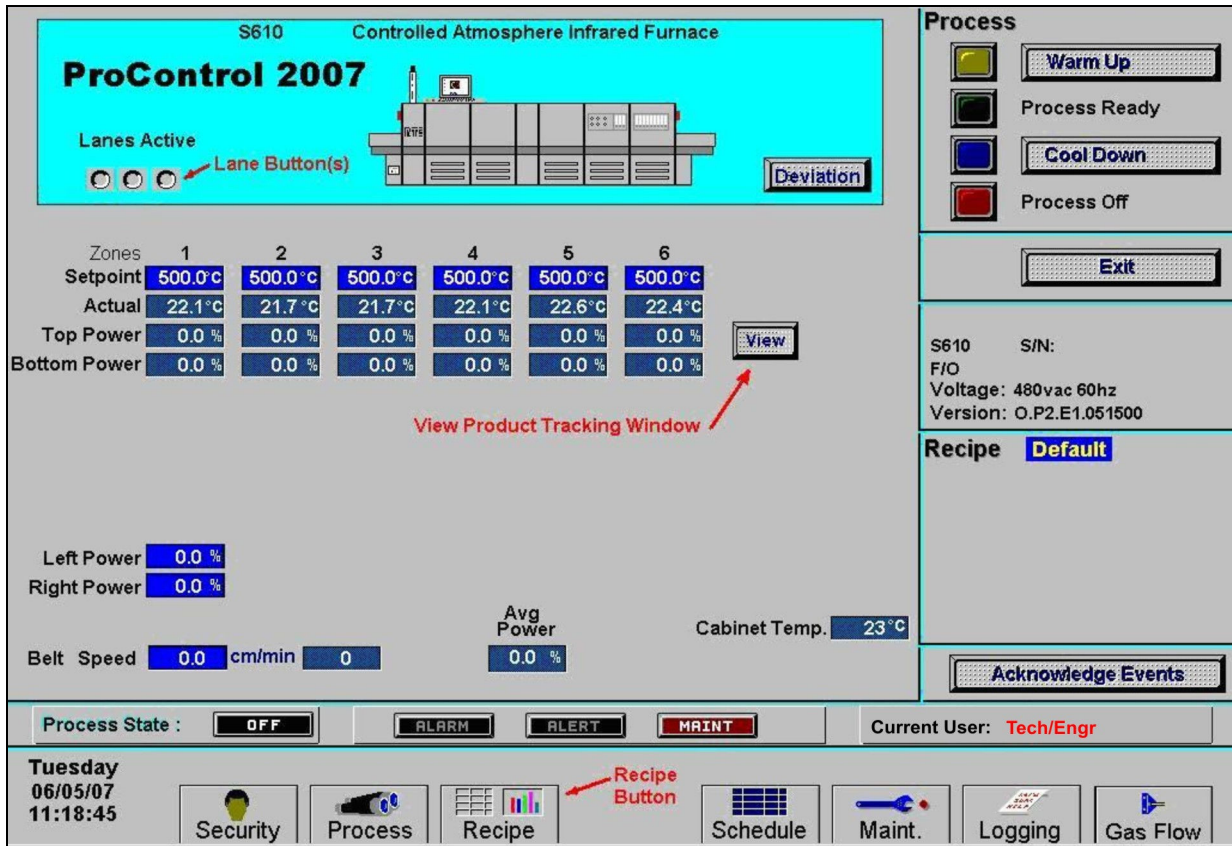 S610 Controlled Atmosphere Infrared Furnace
ProControl 2007
Lanes Active
Lane Button(s)
Deviation
Zones 1 2 3 4 5 6
Setpoint 500.0°C 500.0°C 500.0°C 500.0°C 500.0°C 500.0°C
Actual 22.1°C 21.7°C 21.7°C 22.1°C 22.6°C 22.4°C
Top Power 0.0 % 0.0 % 0.0 % 0.0 % 0.0 % 0.0 %
Bottom Power 0.0 % 0.0 % 0.0 % 0.0 % 0.0 % 0.0 %
View
View Product Tracking Window
Left Power 0.0 %
Right Power 0.0 %
Avg
Power
Cabinet Temp. 23°C
Belt Speed 0.0 cm/min 0
0.0 %
Process
Warm Up
Process Ready
Cool Down
Process Off
Exit
S610 S/N:
F/O
Voltage: 480vac 60hz
Version: O.P2.E1.051500
Recipe Default
Acknowledge Events
Process State : OFF
ALARM ALERT MAINT
Current User: Tech/Engr
Tuesday
06/05/07
11:18:45
Recipe
Button
Security
Process
Recipe
Schedule
Maint.
Logging
Gas Flow